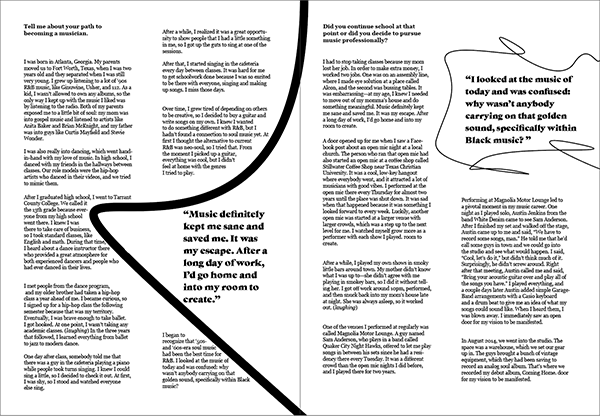 Tell me about your path to
becoming a musician.
I was born in Atlanta, Georgia. My parents
moved us to Fort Worth, Texas, when I was two
years old and they separated when I was still
very young. I grew up listening to a lot of '90s
R&B music, like Ginuwine, Usher, and 112. As a
kid, I wasn't allowed to own any albums, so the
only way I kept up with the music I liked was
by listening to the radio. Both of my parents
exposed me to a little bit of soul: my mom was
into gospel music and listened to artists like
Anita Baker and Brian McKnight, and my father
was into guys like Curtis Mayfield and Stevie
Wonder.
I was also really into dancing, which went hand-
in-hand with my love of music. In high school, I
danced with my friends in the hallways between
classes. Our role models were the hip-hop
artists who danced in their videos, and we tried
to mimic them.
After I graduated high school, I went to Tarrant
County College. We called it
the 13th grade because ever-
yone from my high school
went there. I knew I was
there to take care of business,
so I took standard classes, like
English and math. During that time,
I heard about a dance instructor there
who provided a great atmosphere for
both experienced dancers and people who
had ever danced in their lives.
I met people from the dance program,
and my older brother had taken a hip-hop
class a year ahead of me. I became curious, so
I signed up for a hip-hop class the following
semester because that was my territory.
Eventually, I was brave enough to take ballet.
I got hooked. At one point, I wasn't taking any
academic classes. (laughing) In the three years
that followed, I learned everything from ballet
to jazz to modern dance.
One day after class, somebody told me that
there was a guy in the cafeteria playing a piano
while people took turns singing. I knew I could
sing a little, so I decided to check it out. At first,
I was shy, so I stood and watched everyone
else sing.
After a while, I realized it was a great opportu-
nity to show people that I had a little something
in me, so I got up the guts to sing at one of the
sessions.
After that, I started singing in the cafeteria
every day between classes. It was hard for me
to get schoolwork done because I was so excited
to be there with everyone, singing and making
up songs. I miss those days.
Over time, I grew tired of depending on others
to be creative, so I decided to buy a guitar and
write songs on my own. I knew I wanted
to do something different with R&B, but I
hadn't found a connection to soul music yet. At
first I thought the alternative to current
R&B was neo-soul, so I tried that. From
the moment I picked up a guitar,
everything was cool, but I didn't
feel at home with the genres
I tried to play.
“Music definitely
kept me sane and
saved me. It was
my escape. After a
long day of work,
I'd go home and
into my room to
create.”
I began to
recognize that '50s-
and '60s-era soul music
had been the best time for
R&B. I looked at the music of
today and was confused: why
wasn't anybody carrying on that
golden sound, specifically within Black
music?
Did you continue school at that
point or did you decide to pursue
music professionally?
I had to stop taking classes because my mom
lost her job. In order to make extra money, I
worked two jobs. One was on an assembly line,
where I made eye solution at a place called
Alcon, and the second was bussing tables. It
was embarrassing—at my age, I knew I needed
to move out of my momma's house and do
something meaningful. Music definitely kept
me sane and saved me. It was my escape. After
a long day of work, I'd go home and into my
room to create.
A door opened up for me when I saw a Face-
book post about an open mic night at a local
church. The person who ran that open mic had
also started an open mic at a coffee shop called
Stillwater Coffee Shop near Texas Christian
University. It was a cool, low-key hangout
where everybody went, and it attracted a lot of
musicians with good vibes. I performed at the
open mic there every Thursday for almost two
years until the place was shut down. It was sad
when that happened because it was something I
looked forward to every week. Luckily, another
open mic was started at a larger venue with
larger crowds, which was a step up to the next
level for me. I watched myself grow more as a
performer with each show I played. room to
create.
After a while, I played my own shows in smoky
little bars around town. My mother didn't know
what I was up to—she didn't agree with me
playing in smokey bars, so I did it without tell-
ing her. I got off work around 10pm, performed,
and then snuck back into my mom's house late
at night. She was always asleep, so it worked
out. (laughing)
One of the venues I performed at regularly was
called Magnolia Motor Lounge. A guy named
Sam Anderson, who plays in a band called
Quaker City Night Hawks, offered to let me play
songs in between his sets since he had a resi-
dency there every Tuesday. It was a different
crowd than the open mic nights I did before,
and I played there for two years.
“I looked at the music of
today and was confused:
why wasn't anybody
carrying on that golden
sound, specifically within
Black music? ”
Performing at Magnolia Motor Lounge led to
a pivotal moment in my music career. One
night as I played solo, Austin Jenkins from the
band White Denim came to see Sam Anderson.
After I finished my set and walked off the stage,
Austin came up to me and said, “We have to
record some songs, man.” He told me that he'd
call some guys in town and we could go into
the studio and see what would happen. I said,
“Cool, let's do it,” but didn't think much of it.
Surprisingly, he didn't screw around. Right
after that meeting, Austin called me and said,
“Bring your acoustic guitar over and play all of
the songs you have.” I played everything, and
a couple days later Austin added simple Garage-
Band arrangements with a Casio keyboard
and a drum beat to give me an idea of what my
songs could sound like. When I heard them, I
was blown away. I immediately saw an open
door for my vision to be manifested.
In August 2014, we went into the studio. The
space was a warehouse, which we set our gear
up in. The guys brought a bunch of vintage
equipment, which they had been saving to
record an analog soul album. That's where we
recorded my debut album, Coming Home. door
for my vision to be manifested.